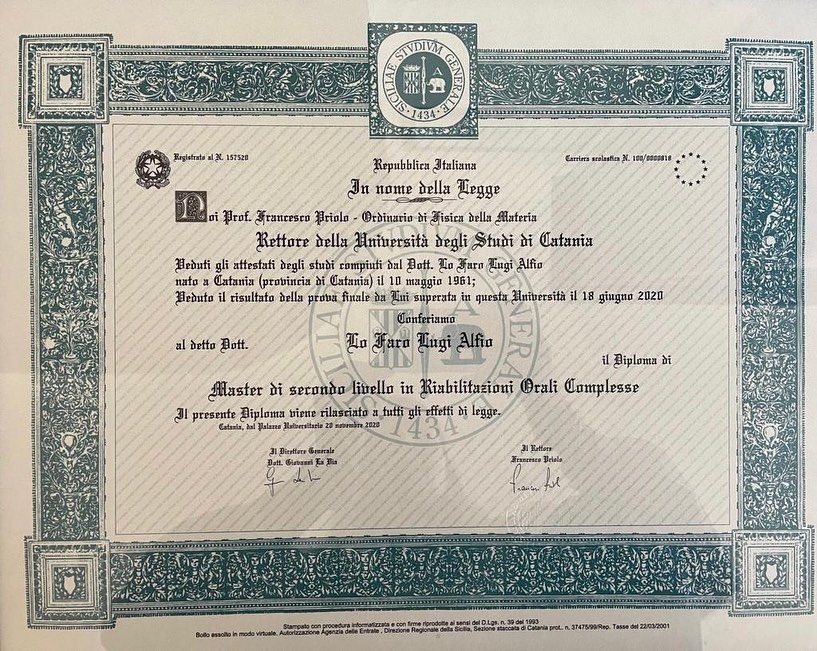 SICILIAE STVDIVM GENERALE
· 1434 ·
Registrato al N. 157520
Repubblica Italiana
Carriera scolastica N. 100/0000818
In nome della Legge
Noi Prof. Francesco Priolo - Ordinario di Fisica della Materia
Rettore della Università degli Studi di Catania
Veduti gli attestati degli studi compiuti dal Dott. Lo Faro Lugi Alfio
nato a Catania (provincia di Catania) il 10 maggio 1961;
Veduto il risultato della prova finale da Lui superata in questa Università il 18 giugno 2020
Conferiamo
al detto Dott. Lo Faro Lugi Alfio
il Diploma di
Master di secondo livello in Riabilitazioni Orali Complesse
Il presente Diploma viene rilasciato a tutti gli effetti di legge.
Catania, dal Palazzo Universitario 20 novembre 2020
Il Direttore Generale
Dott. Giovanni La Via
Il Rettore
Francesco Priolo
SICILIAE STVDIVM GENERALE
· 1434 ·
Stampato con procedura informatizzata e con firme riprodotte ai sensi del D.Lgs. n. 39 del 1993
Bollo assolto in modo virtuale. Autorizzazione Agenzia delle Entrate , Direzione Regionale della Sicilia, Sezione staccata di Catania prot.. n. 37475/99/Rep. Tasse del 22/03/2001